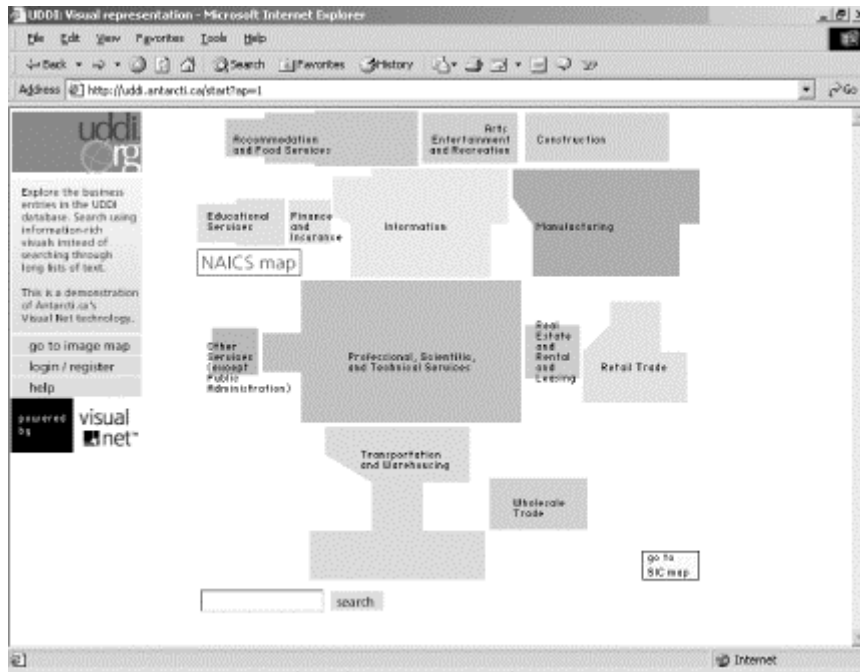 UDDI: Visual representation - Microsoft Internet Explorer
File Edit View Favorites Tools Help
Back Search Favorites History
Address http://uddi.antarcti.ca/start?ap=1 Go
uddi
Org
Explore the business
entries in the UDDI
database. Search using
information-rich
visuals instead of
searching through
long lists of text.
This is a demonstration
of Antarcti.ca's
Visual Net technology.
go to image map
login / register
help
powered
by
visual
net™
Accommodation
and Food Services
Arts
Entertainment
and Recreation
Construction
Educational
Services
Finance
and
Insurance
Information
Manufacturing
NAICS map
Other
Services
(except
Public
Administration)
Professional, Scientific,
and Technical Services
Real
Estate
and
Rental
and
Leasing
Retail Trade
Transportation
and Warehousing
Wholesale
Trade
go to
SIC map
search
Internet